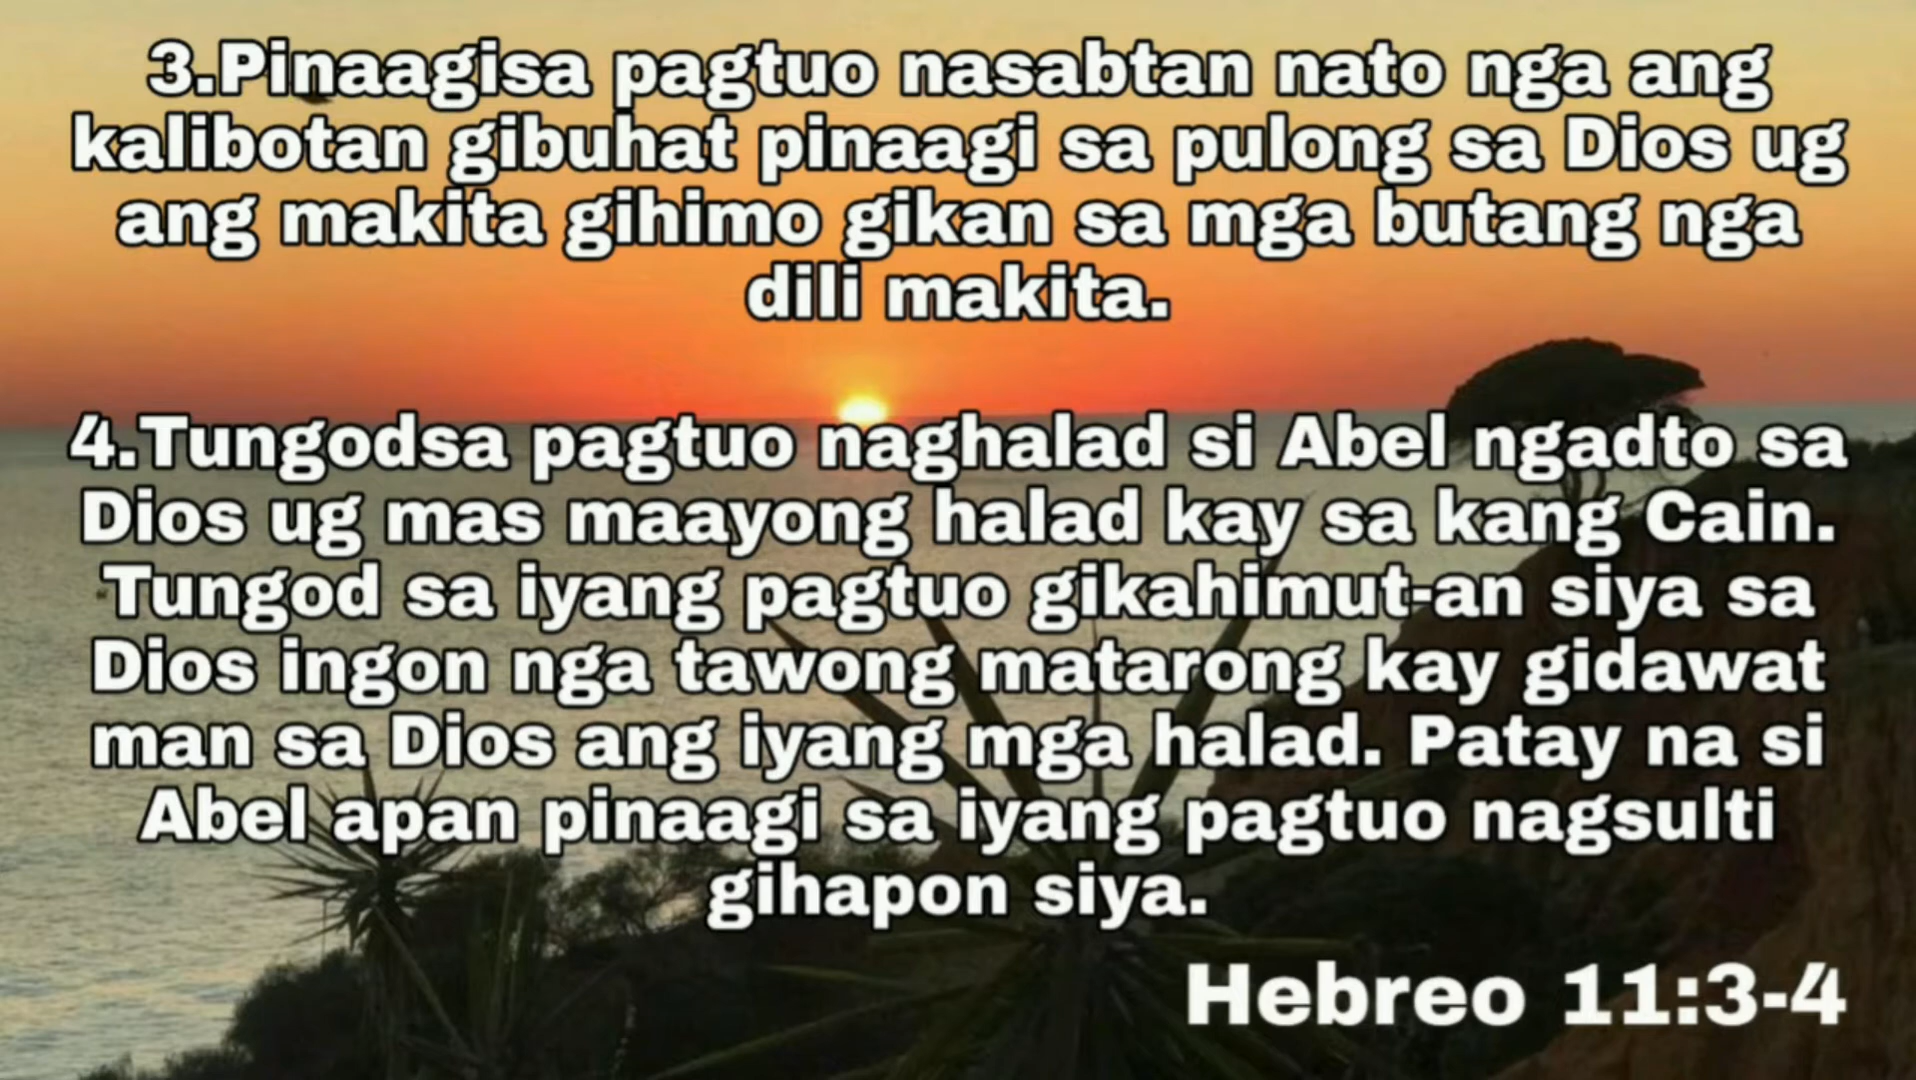 3.Pinaagisa pagtuo nasabtan nato nga ang
kalibotan gibuhat pinaagi sa pulong sa Dios ug
ang makita gihimo gikan sa mga butang nga
dili makita.
4.Tungodsa pagtuo naghalad si Abel ngadto sa
Dios ug mas maayong halad kay sa kang Cain.
Tungod sa iyang pagtuo gikahimut-an siya sa
Dios ingon nga tawong matarong kay gidawat
man sa Dios ang iyang mga halad. Patay na si
Abel apan pinaagi sa iyang pagtuo nagsulti
gihapon siya.
Hebreo 11:3-4